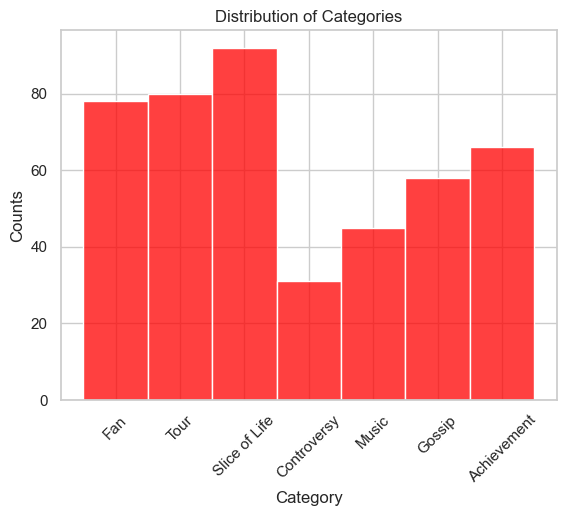 Distribution of Categories
Counts
80
60
40
20
0
Fan
Tour
Slice of Life
Controversy
Music
Gossip
Achievement
Category